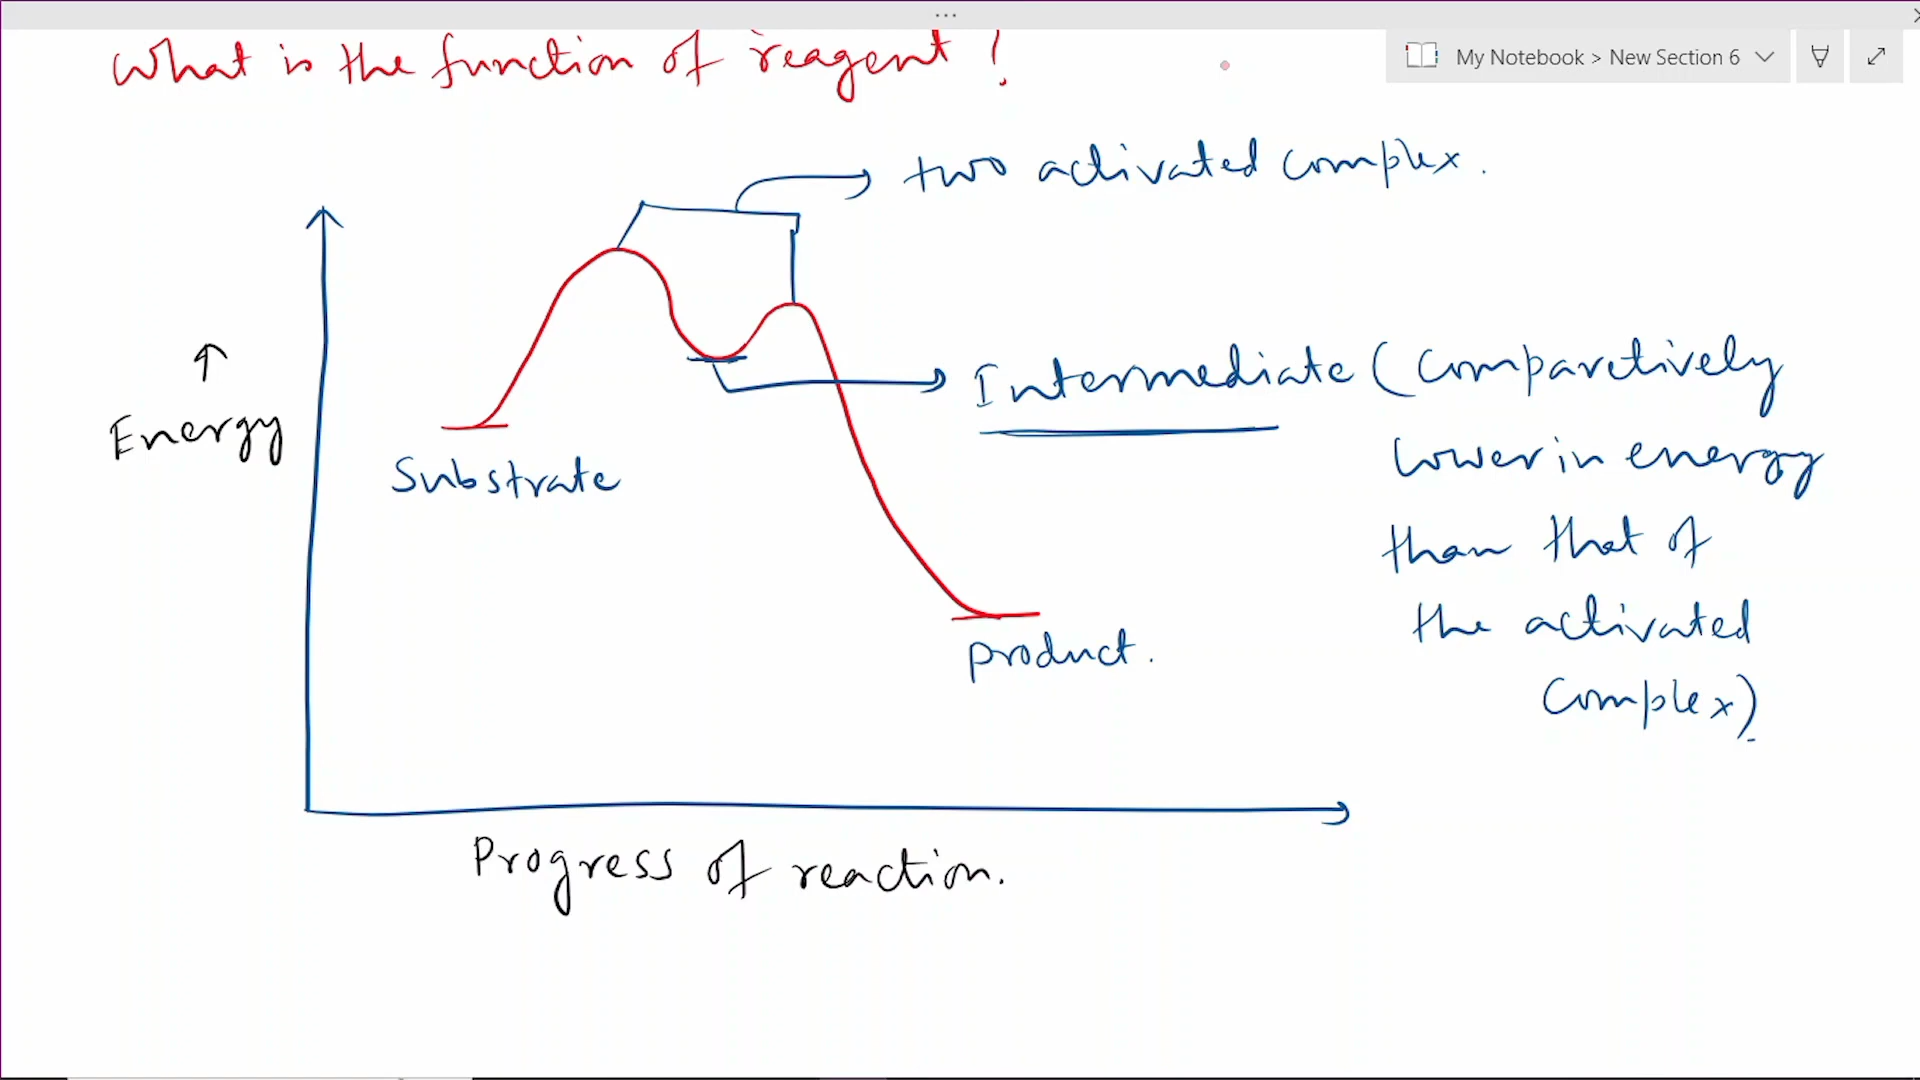 What is the function of reagent ?
My Notebook > New Section 6
two activated complex.
Energy
Substrate
Intermediate (Comparetively
lower in energy
than that of
the activated
complex).
product.
Progress of reaction.